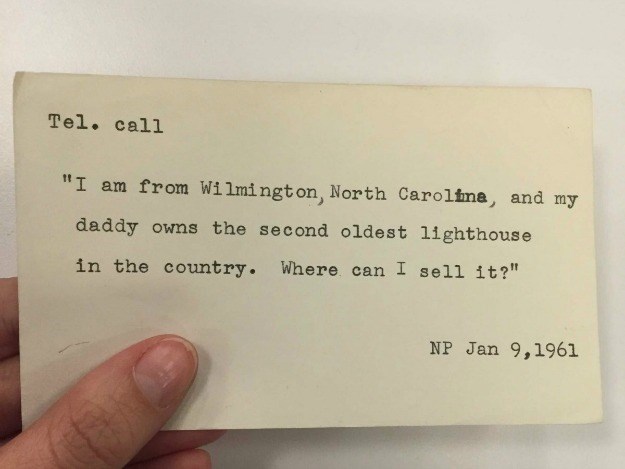 Tel. call
"I am from Wilmington, North Carolina, and my
daddy owns the second oldest lighthouse
in the country. Where can I sell it?"
NP Jan 9,1961